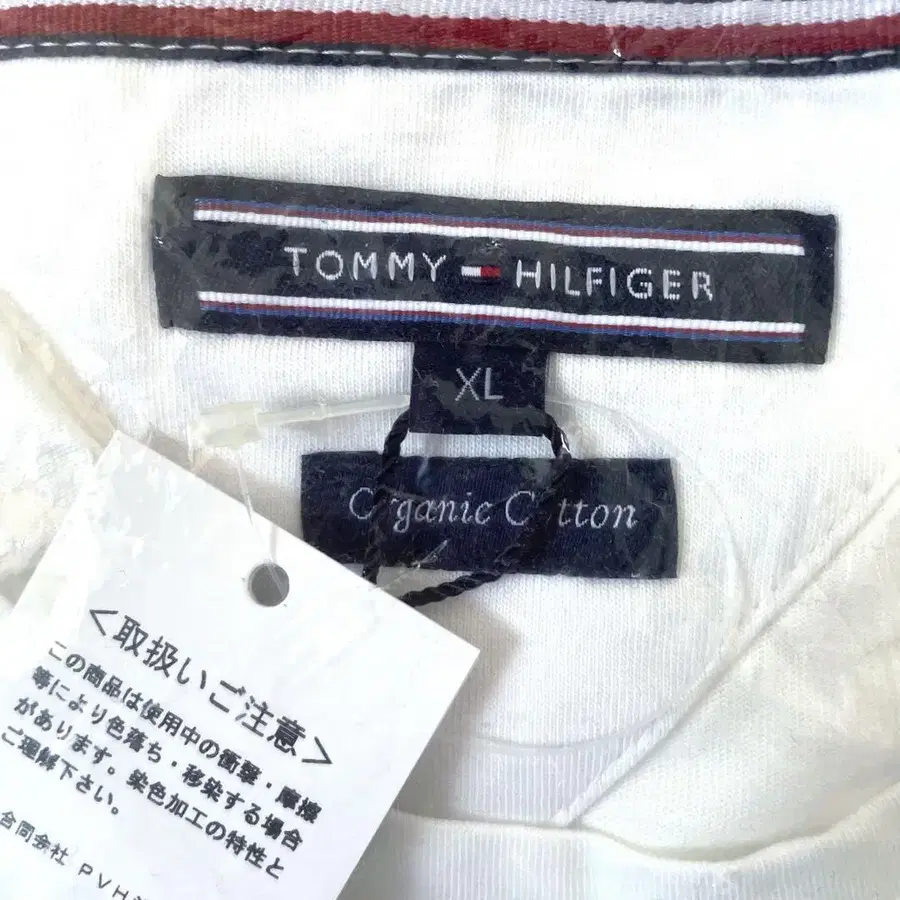 TOMMY HILFIGER
XL
Organic Cotton
＜取扱いご注意＞
この商品は使用中の衝撃・摩擦
等により色落ち・移染する場合
があります。染色加工の特性と
ご理解下さい。
合同会社 PVH